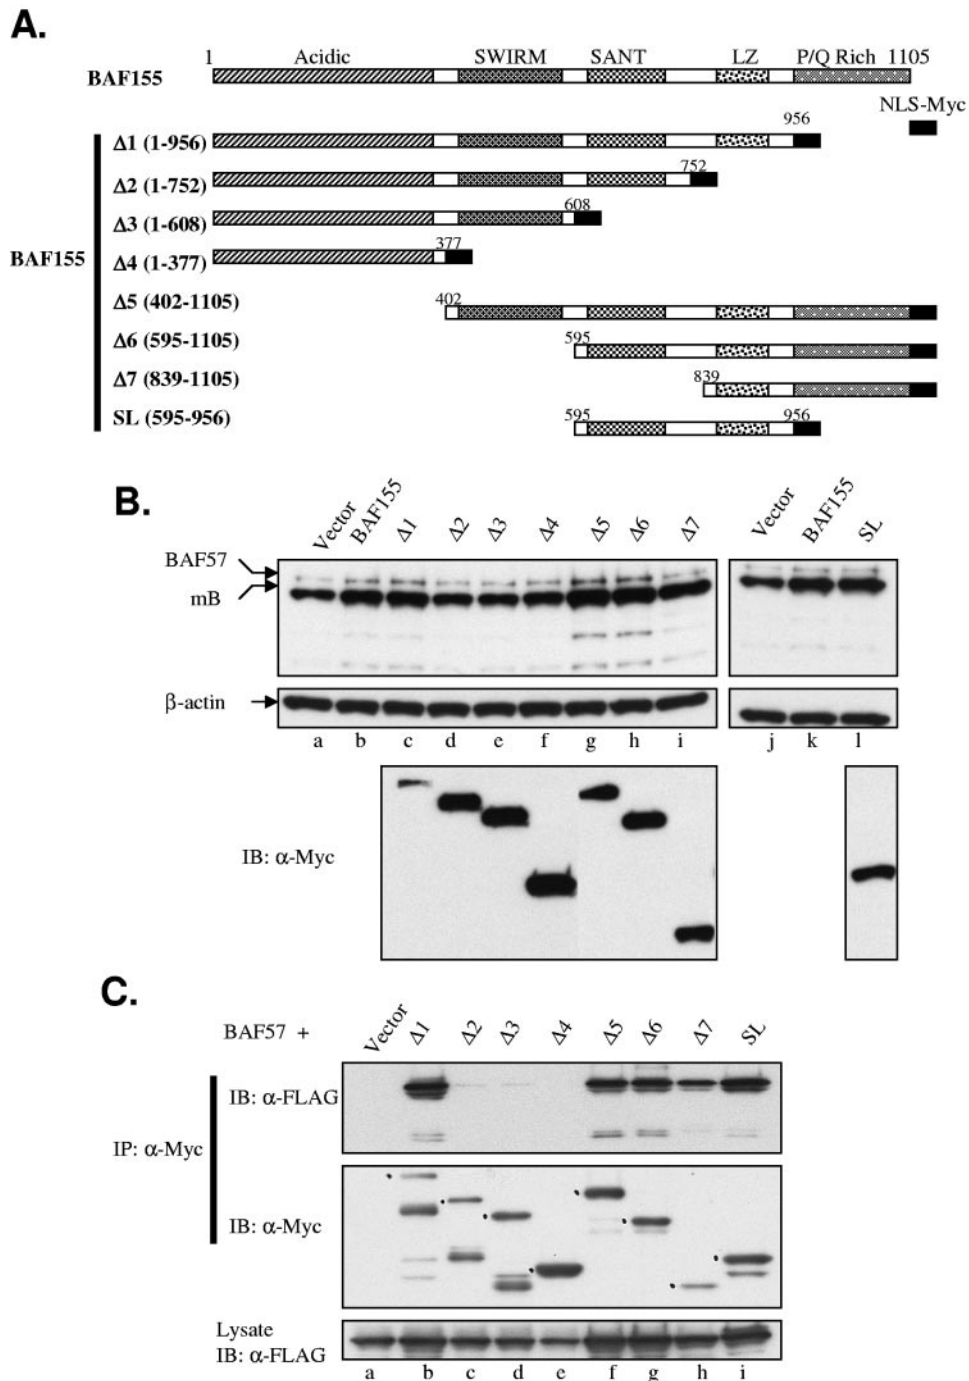 A.
1 Acidic SWIRM SANT LZ P/Q Rich 1105
BAF155
NLS-Myc
BAF155
Δ1 (1-956) 956
Δ2 (1-752) 752
Δ3 (1-608) 608
Δ4 (1-377) 377
Δ5 (402-1105) 402
Δ6 (595-1105) 595
Δ7 (839-1105) 839
SL (595-956) 595 956
B.
Vector BAF155 Δ1 Δ2 Δ3 Δ4 Δ5 Δ6 Δ7 Vector BAF155 SL
BAF57
mB
β-actin
a b c d e f g h i j k l
IB: α-Myc
C.
BAF57 + Vector Δ1 Δ2 Δ3 Δ4 Δ5 Δ6 Δ7 SL
IB: α-FLAG
IP: α-Myc
IB: α-Myc
Lysate
IB: α-FLAG
a b c d e f g h i